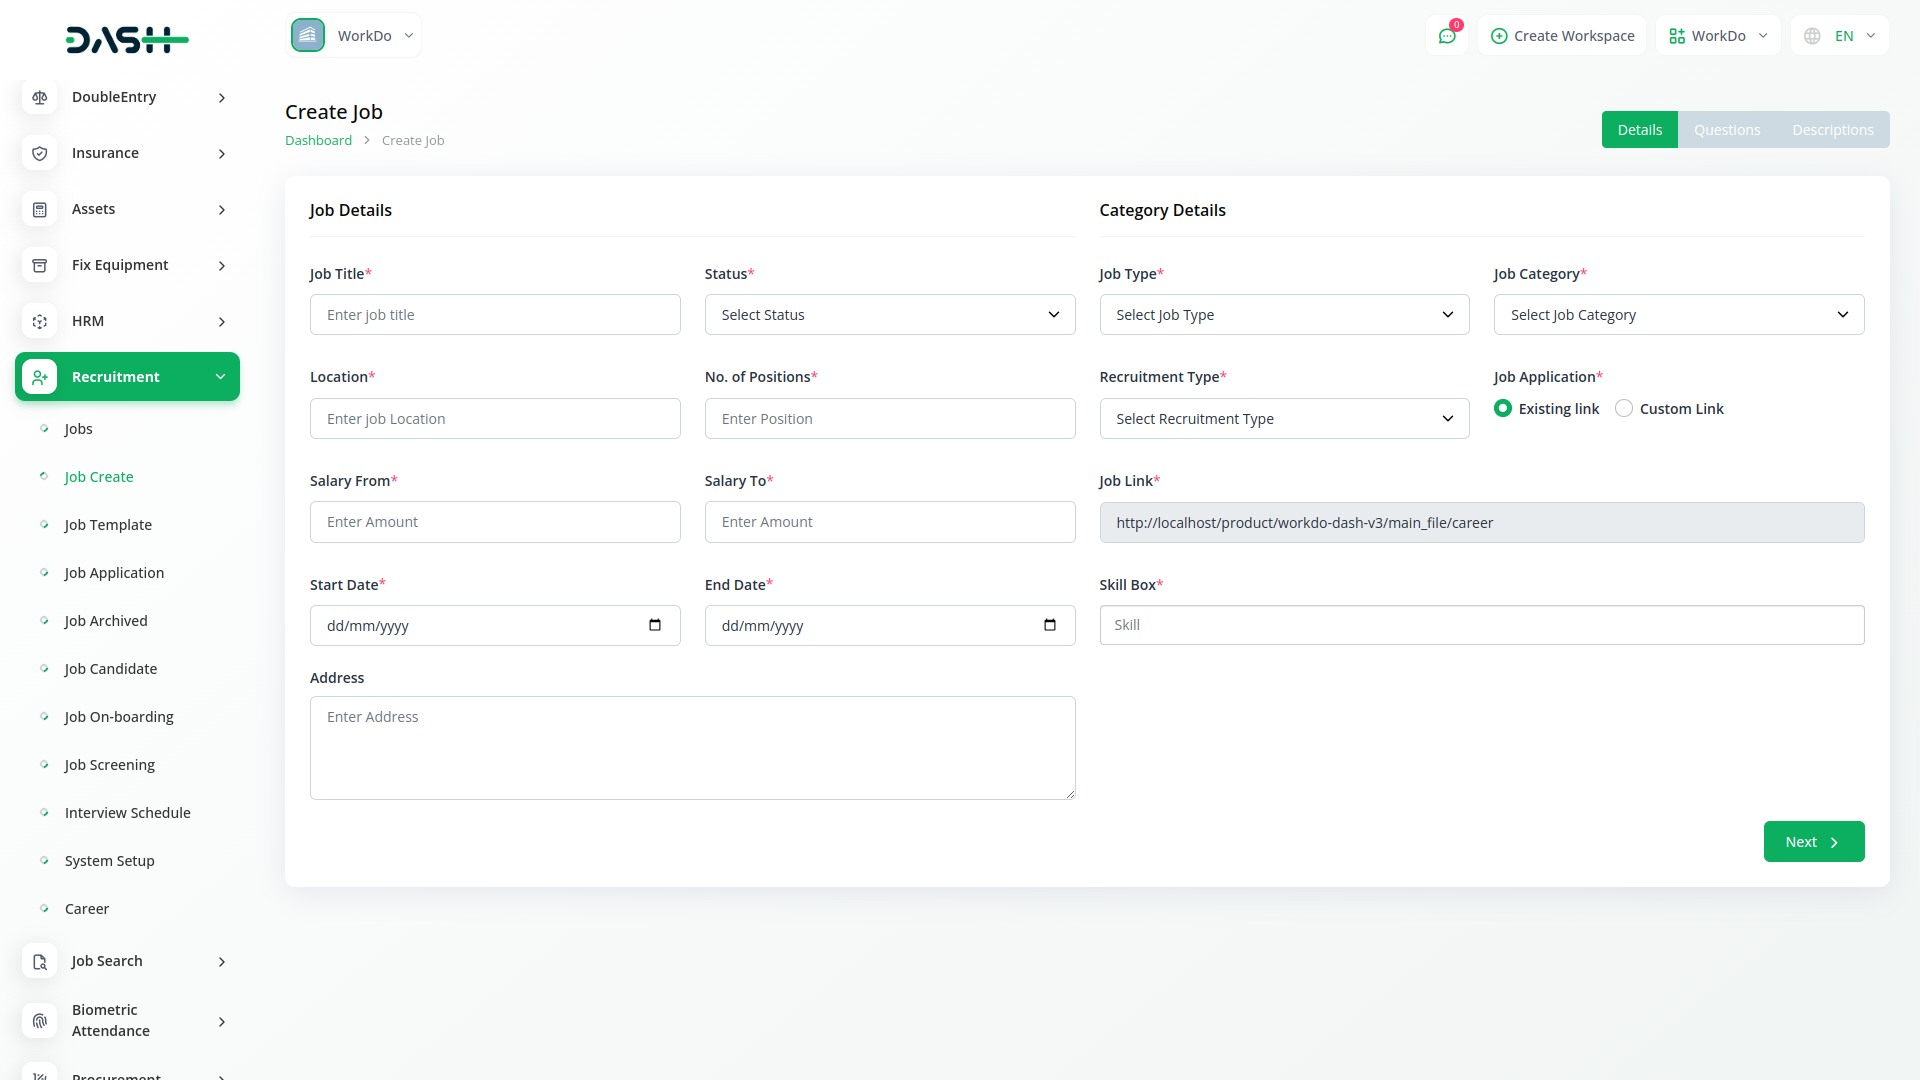 DASH
WorkDo
0
Create Workspace
WorkDo
EN
DoubleEntry
Insurance
Assets
Fix Equipment
HRM
Recruitment
Jobs
Job Create
Job Template
Job Application
Job Archived
Job Candidate
Job On-boarding
Job Screening
Interview Schedule
System Setup
Career
Job Search
Biometric
Attendance
Procurement
Create Job
Dashboard > Create Job
Details
Questions
Descriptions
Job Details
Job Title*
Enter job title
Status*
Select Status
Location*
Enter job Location
No. of Positions*
Enter Position
Salary From*
Enter Amount
Salary To*
Enter Amount
Start Date*
dd/mm/yyyy
End Date*
dd/mm/yyyy
Address
Enter Address
Category Details
Job Type*
Select Job Type
Job Category*
Select Job Category
Recruitment Type*
Select Recruitment Type
Job Application*
Existing link
Custom Link
Job Link*
http://localhost/product/workdo-dash-v3/main_file/career
Skill Box*
Skill
Next